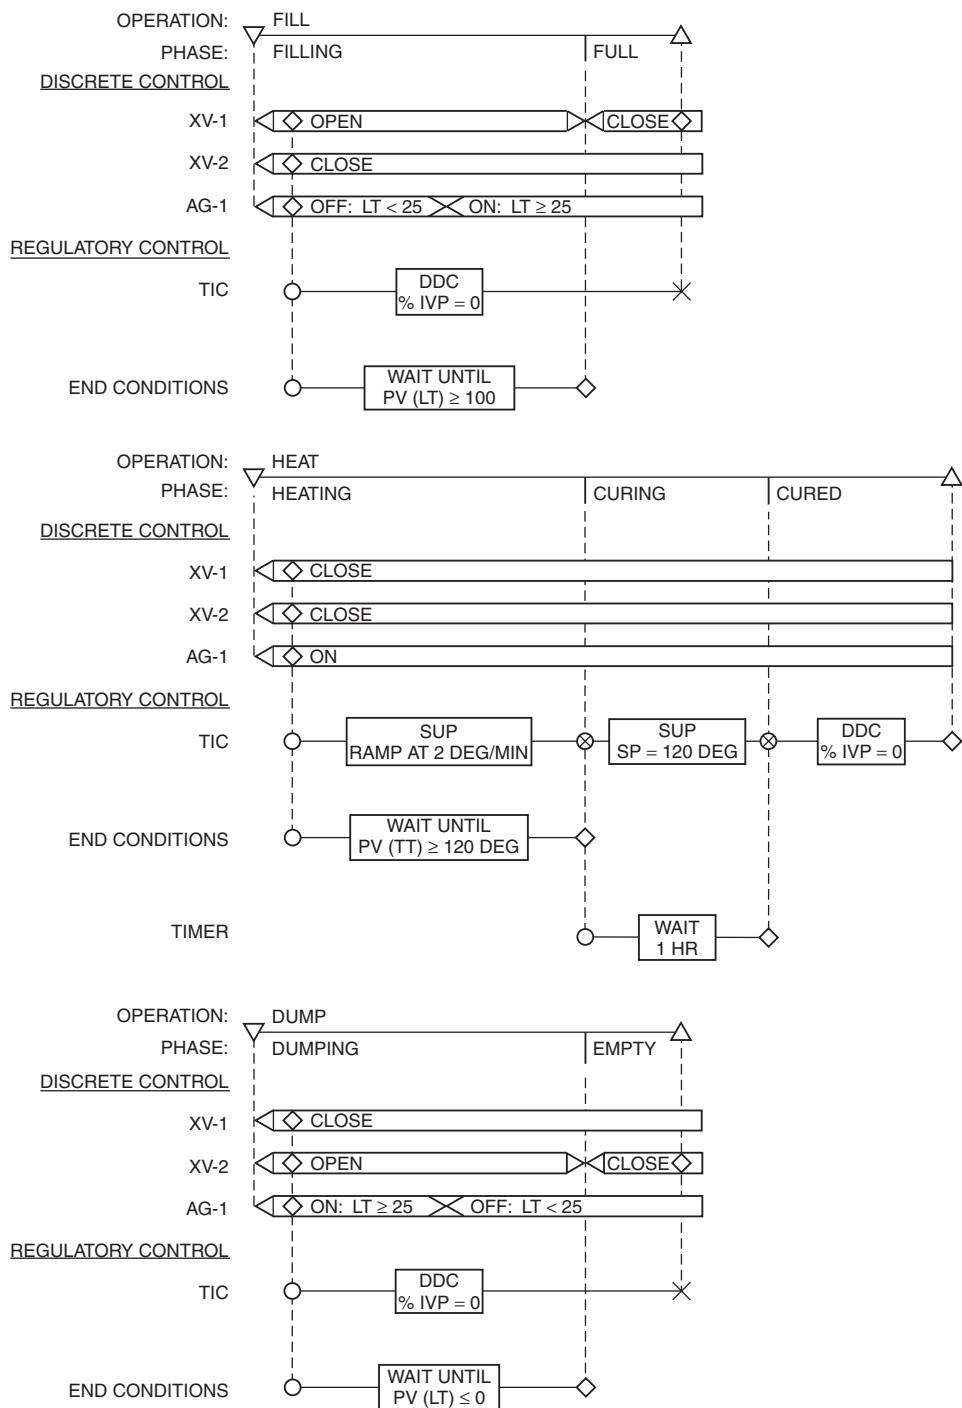 OPERATION: FILL
PHASE: FILLING FULL
DISCRETE CONTROL
XV-1 OPEN CLOSE
XV-2 CLOSE
AG-1 OFF: LT < 25 ON: LT ≥ 25
REGULATORY CONTROL
TIC DDC
% IVP = 0
END CONDITIONS WAIT UNTIL
PV (LT) ≥ 100
OPERATION: HEAT
PHASE: HEATING CURING CURED
DISCRETE CONTROL
XV-1 CLOSE
XV-2 CLOSE
AG-1 ON
REGULATORY CONTROL
TIC SUP SUP DDC
RAMP AT 2 DEG/MIN SP = 120 DEG % IVP = 0
END CONDITIONS WAIT UNTIL
PV (TT) ≥ 120 DEG
TIMER WAIT
1 HR
OPERATION: DUMP
PHASE: DUMPING EMPTY
DISCRETE CONTROL
XV-1 CLOSE
XV-2 OPEN CLOSE
AG-1 ON: LT ≥ 25 OFF: LT < 25
REGULATORY CONTROL
TIC DDC
% IVP = 0
END CONDITIONS WAIT UNTIL
PV (LT) ≤ 0